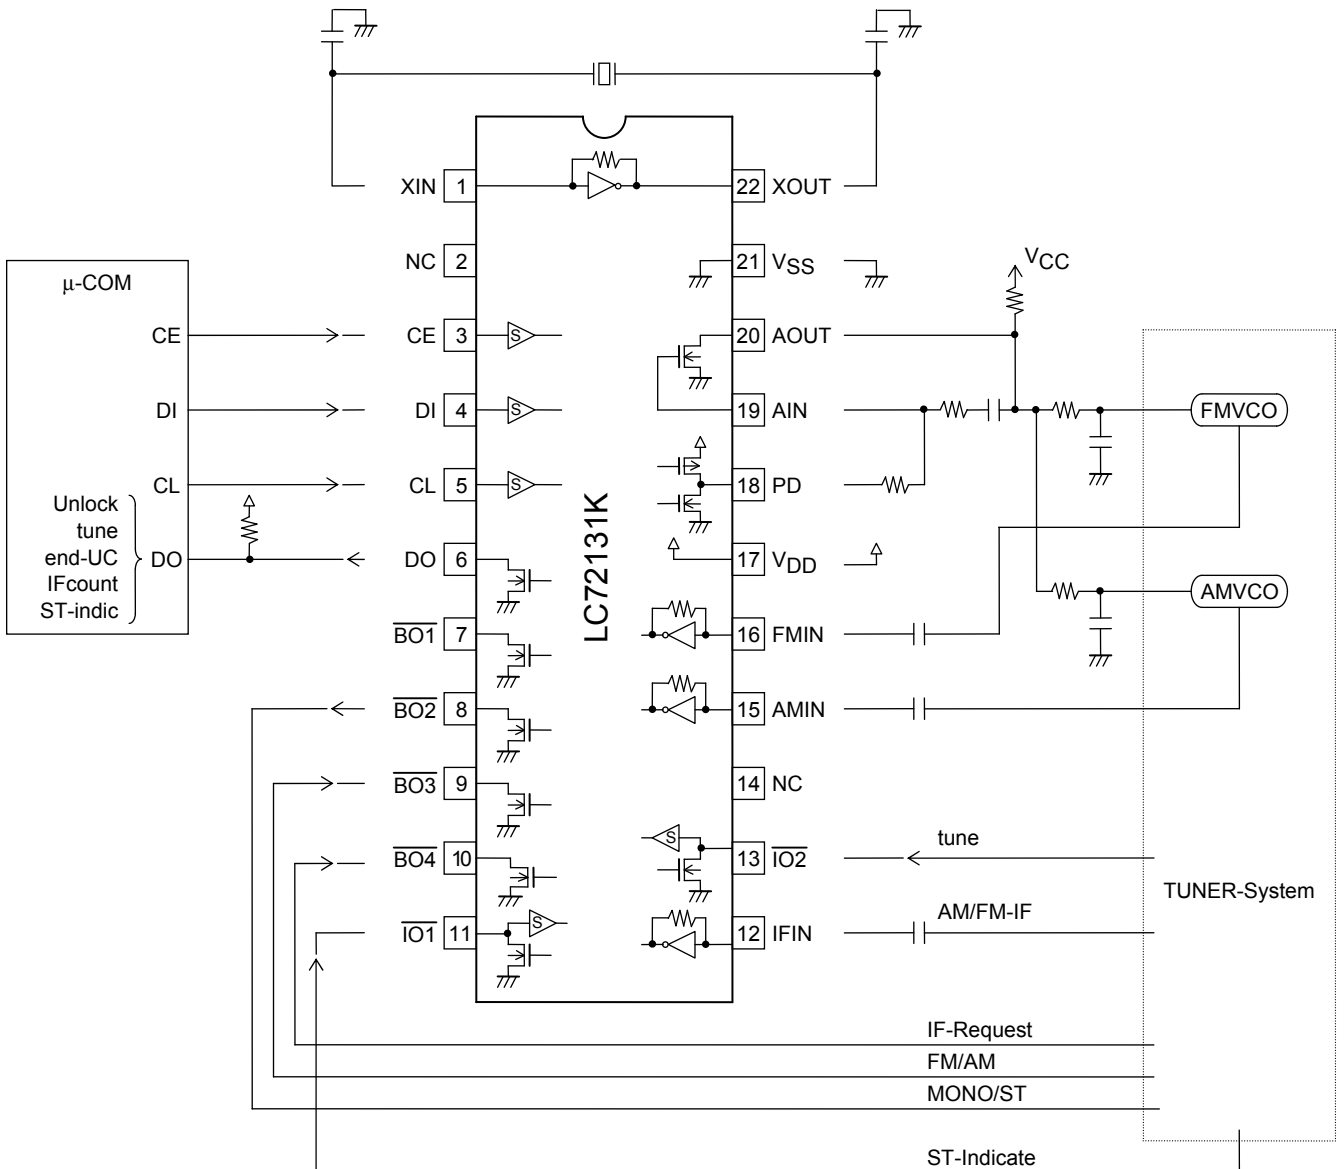 XIN 1
22 XOUT
NC 2
21 VSS
VCC
μ-COM
CE
CE 3
S
20 AOUT
DI
DI 4
S
19 AIN
FMVCO
CL
CL 5
S
18 PD
Unlock
tune
end-UC
IFcount
ST-indic
DO
DO 6
LC72131K
17 VDD
AMVCO
BO1 7
16 FMIN
BO2 8
15 AMIN
BO3 9
14 NC
BO4 10
S
13 IO2
tune
TUNER-System
IO1 11
S
12 IFIN
AM/FM-IF
IF-Request
FM/AM
MONO/ST
ST-Indicate